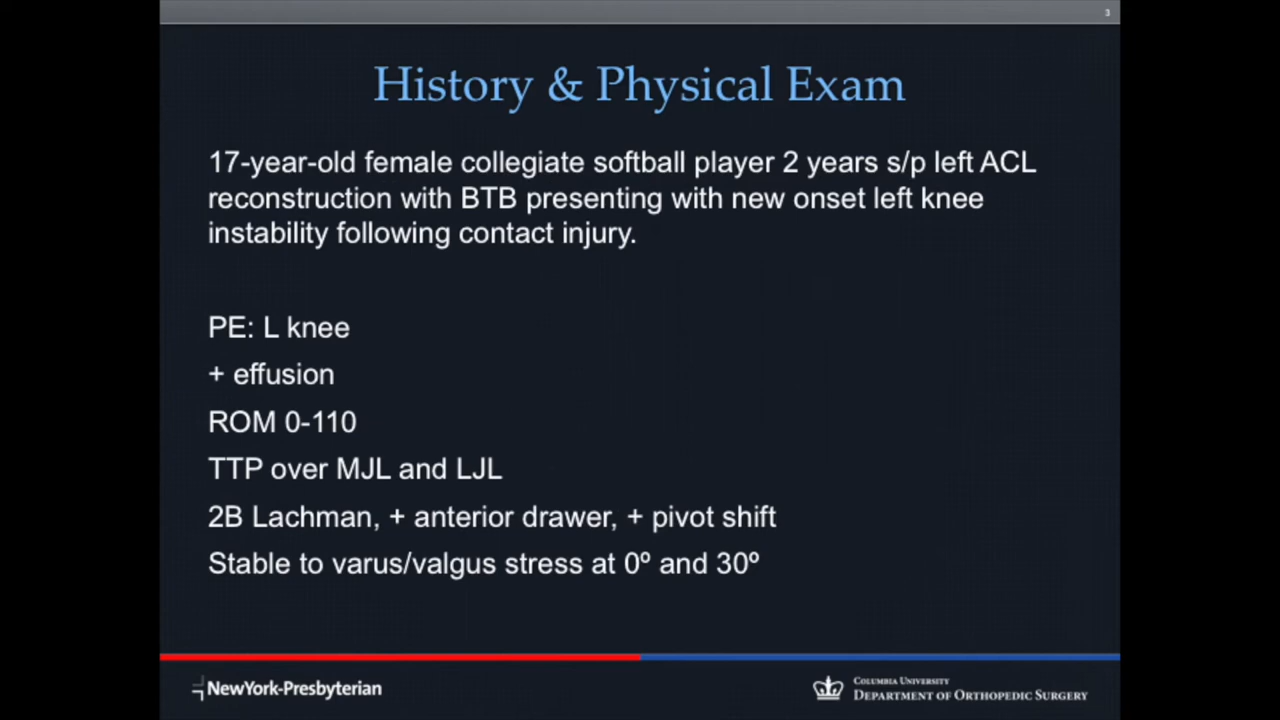 3
History & Physical Exam
17-year-old female collegiate softball player 2 years s/p left ACL
reconstruction with BTB presenting with new onset left knee
instability following contact injury.
PE: L knee
+ effusion
ROM 0-110
TTP over MJL and LJL
2B Lachman, + anterior drawer, + pivot shift
Stable to varus/valgus stress at 0º and 30º
NewYork-Presbyterian
Columbia University
Department of Orthopedic Surgery